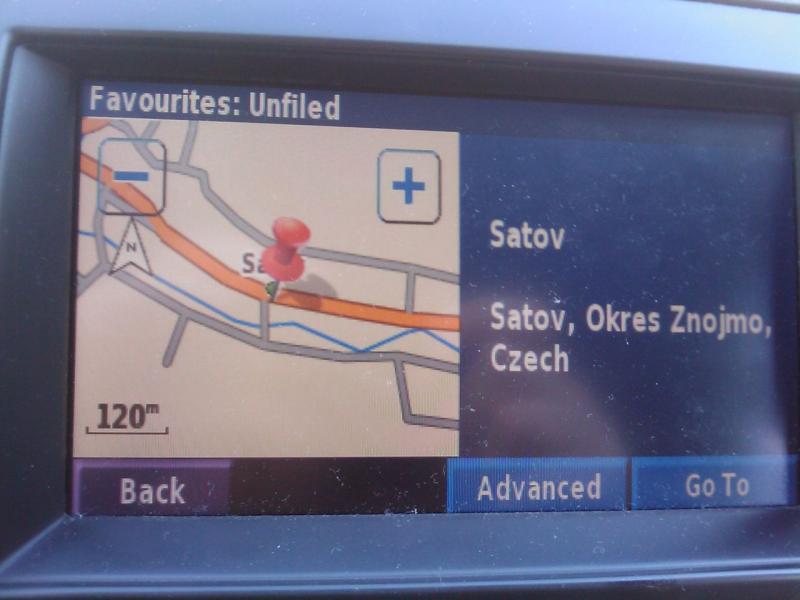 Favourites: Unfiled
N
120m
Satov
Satov, Okres Znojmo,
Czech
Back
Advanced
Go To